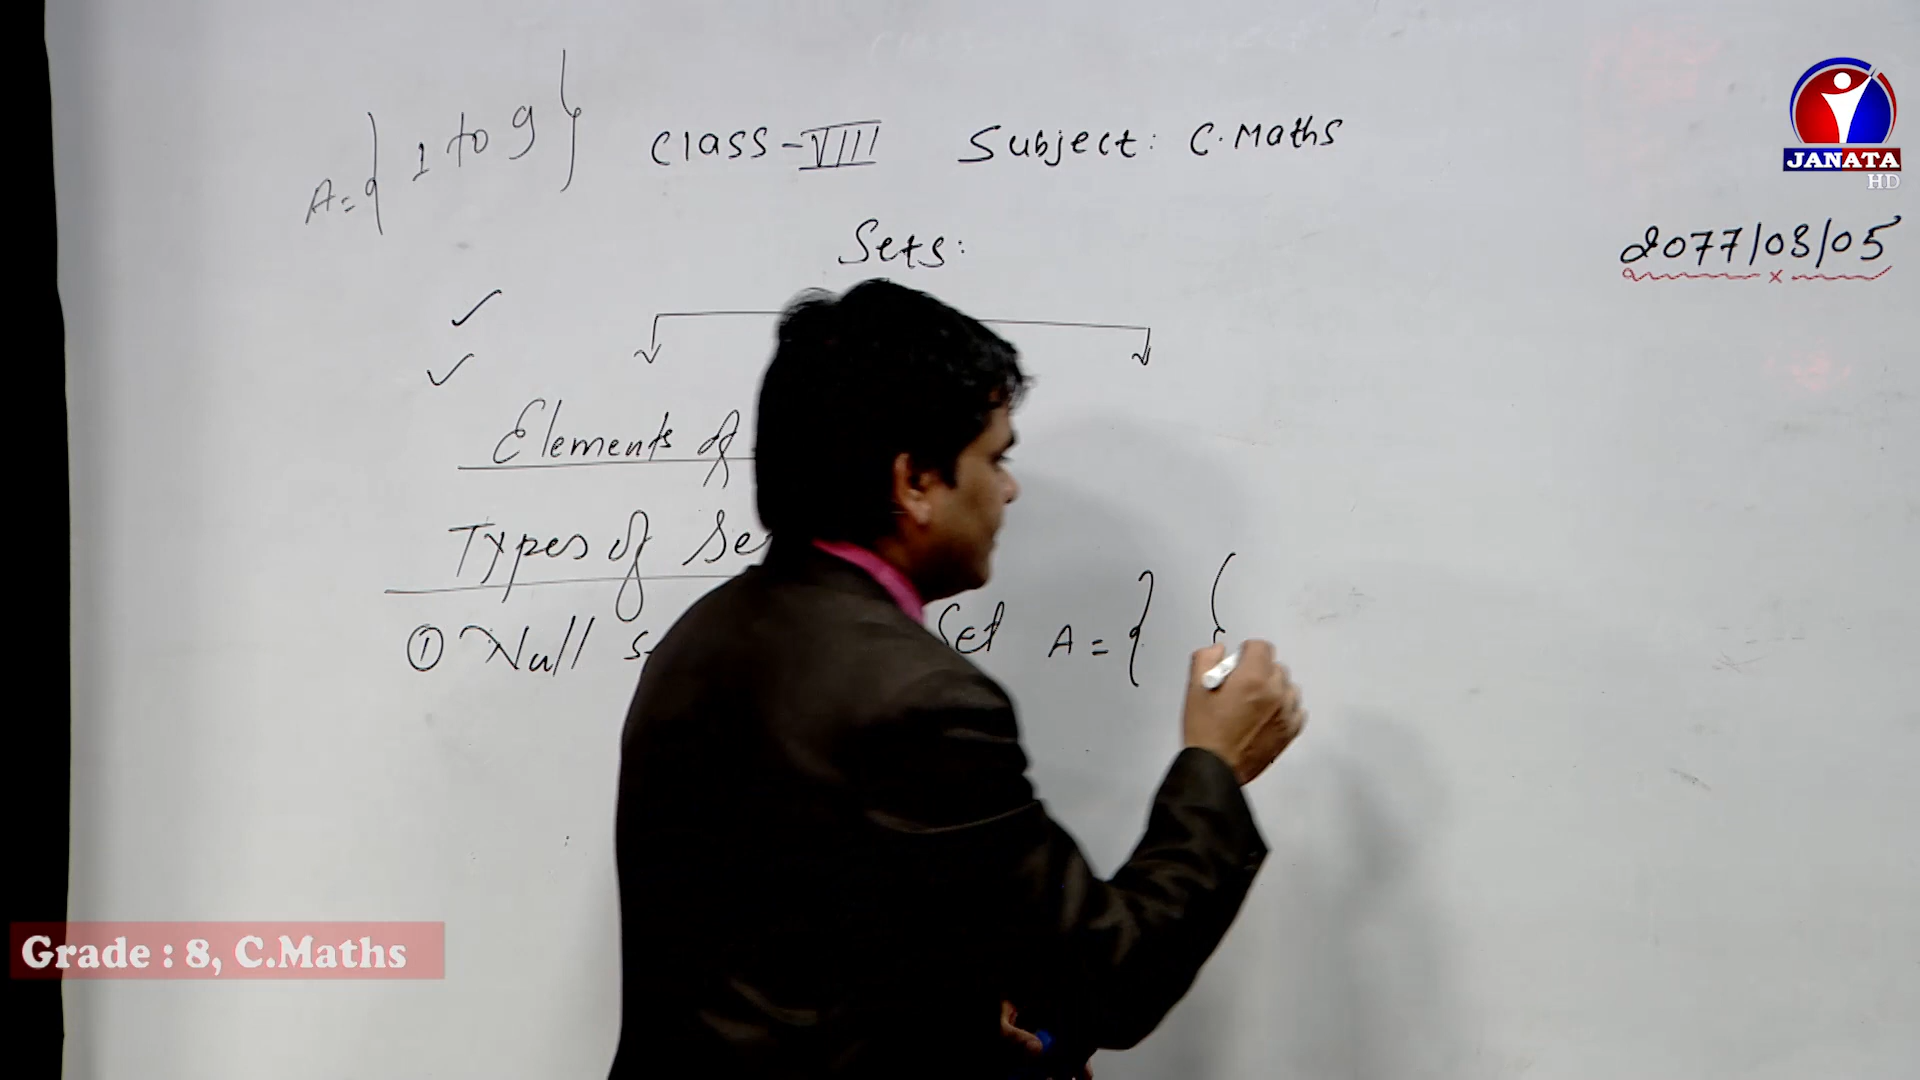 A = { 1 to 9 }
Class - VIII Subject: C. Maths
JANATA
HD
2077/03/05
Sets:
Elements of
Types of Se
① Null s Set A = { (
Grade : 8, C.Maths